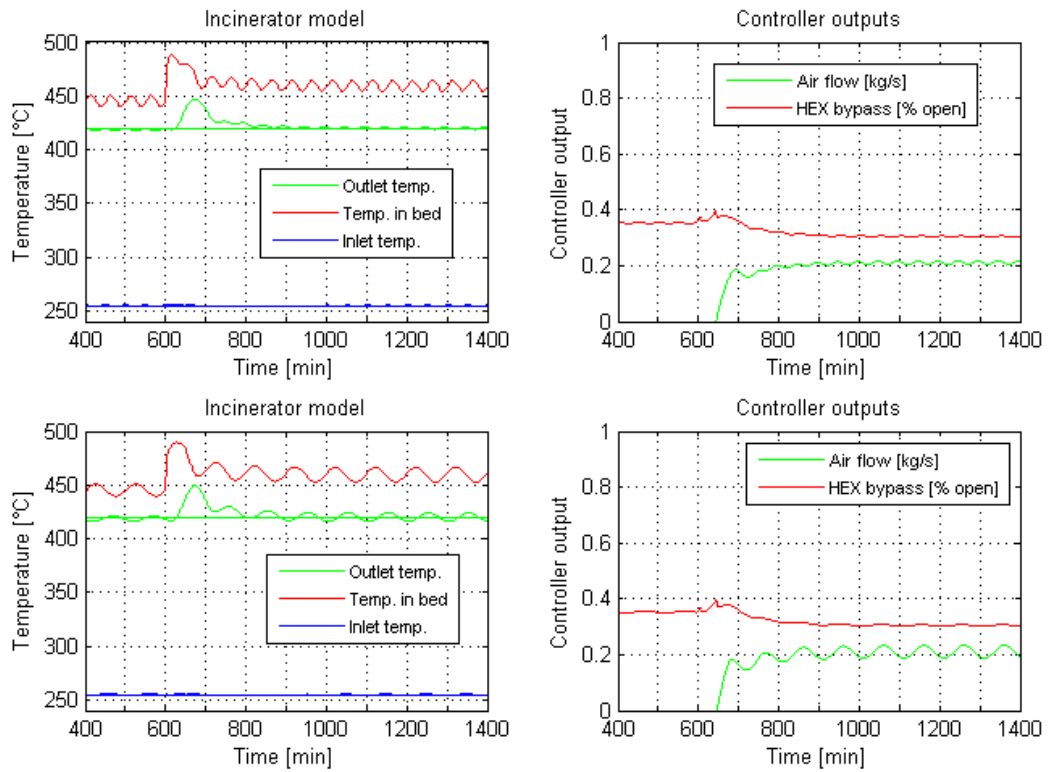 Incinerator model
Temperature [°C]
500
450
400
350
300
250
Outlet temp.
Temp. in bed
Inlet temp.
400 600 800 1000 1200 1400
Time [min]
Controller outputs
Controller output
1
0.8
0.6
0.4
0.2
0
Air flow [kg/s]
HEX bypass [% open]
400 600 800 1000 1200 1400
Time [min]
Incinerator model
Temperature [°C]
500
450
400
350
300
250
Outlet temp.
Temp. in bed
Inlet temp.
400 600 800 1000 1200 1400
Time [min]
Controller outputs
Controller output
1
0.8
0.6
0.4
0.2
0
Air flow [kg/s]
HEX bypass [% open]
400 600 800 1000 1200 1400
Time [min]